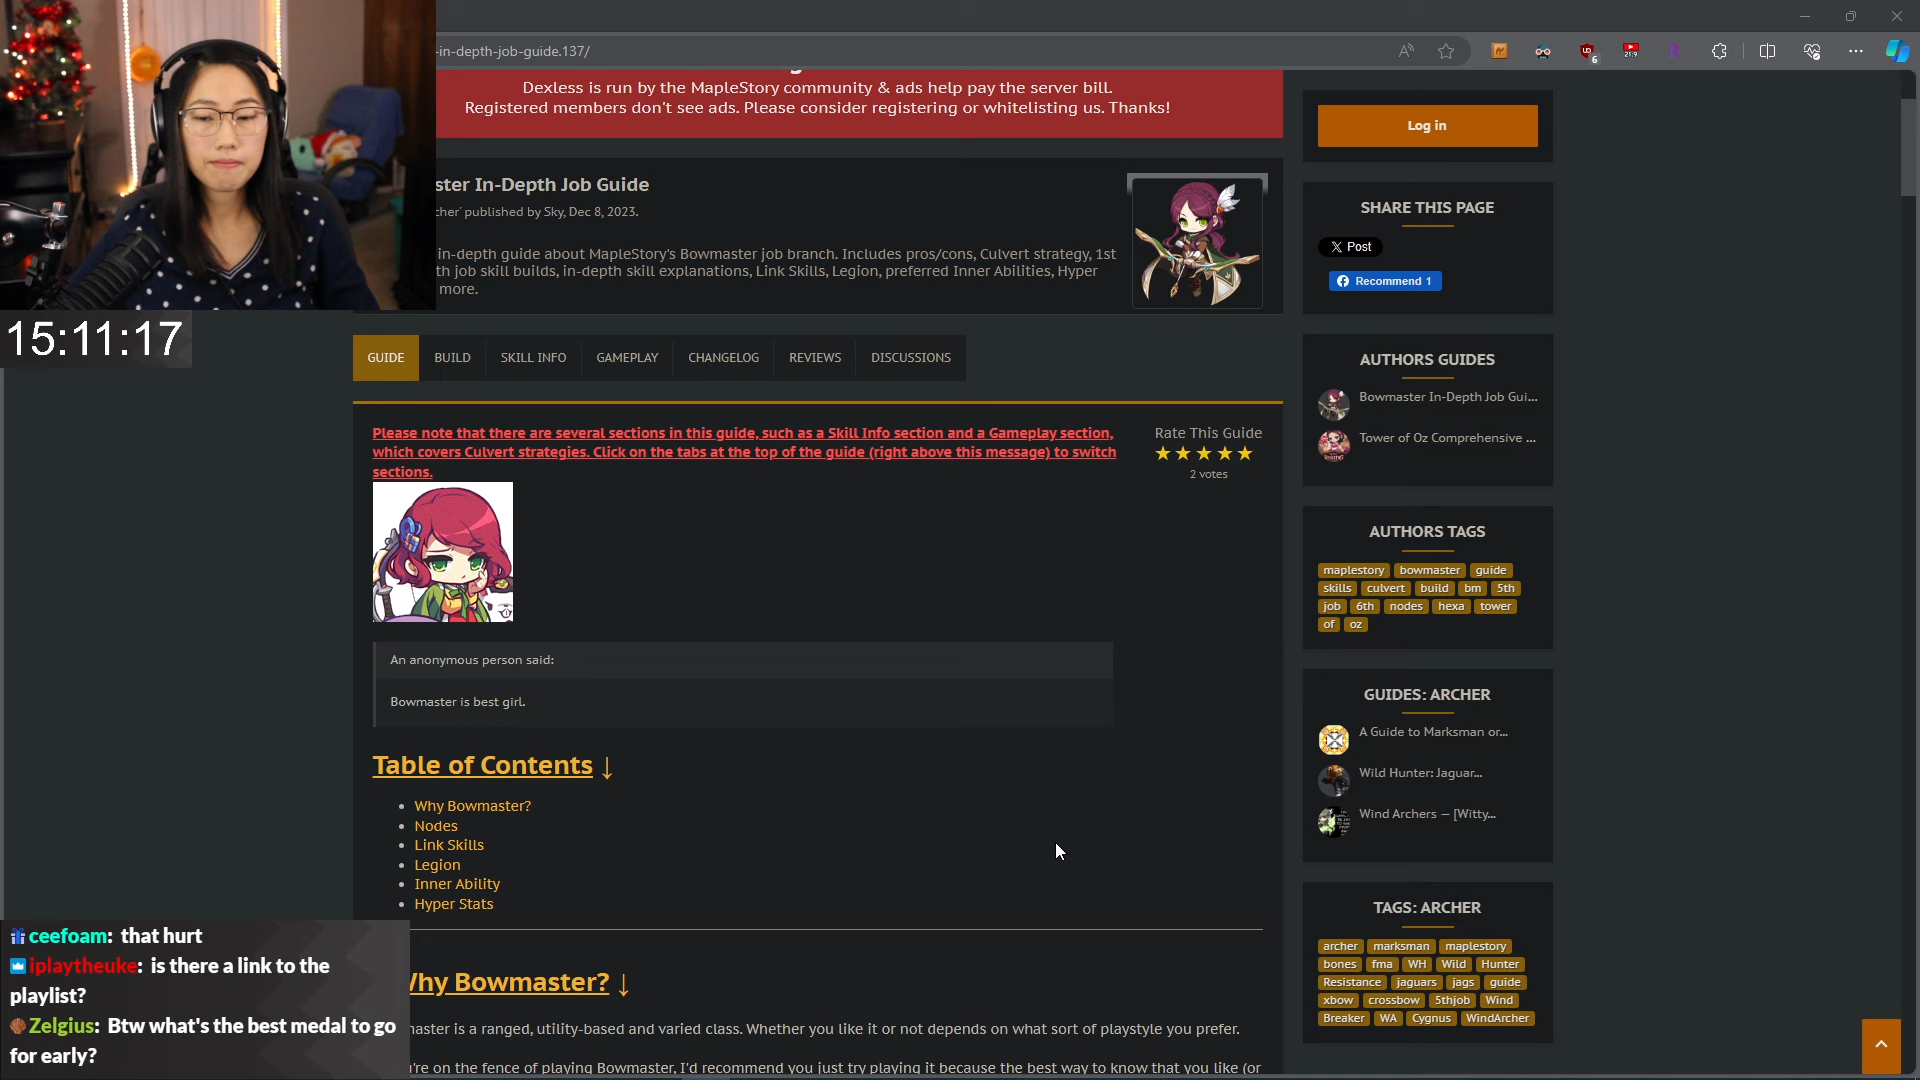 -in-depth-job-guide.137/
Dexless is run by the MapleStory community & ads help pay the server bill.
Registered members don't see ads. Please consider registering or whitelisting us. Thanks!
ster In-Depth Job Guide
cher' published by Sky, Dec 8, 2023.
in-depth guide about MapleStory's Bowmaster job branch. Includes pros/cons, Culvert strategy, 1st
th job skill builds, in-depth skill explanations, Link Skills, Legion, preferred Inner Abilities, Hyper
more.
15:11:17
GUIDE BUILD SKILL INFO GAMEPLAY CHANGELOG REVIEWS DISCUSSIONS
Please note that there are several sections in this guide, such as a Skill Info section and a Gameplay section,
which covers Culvert strategies. Click on the tabs at the top of the guide (right above this message) to switch
sections.
Rate This Guide
2 votes
An anonymous person said:
Bowmaster is best girl.
Table of Contents ↓
Why Bowmaster?
Nodes
Link Skills
Legion
Inner Ability
Hyper Stats
Why Bowmaster? ↓
master is a ranged, utility-based and varied class. Whether you like it or not depends on what sort of playstyle you prefer.
're on the fence of playing Bowmaster, I'd recommend you just try playing it because the best way to know that you like (or
ceefoam: that hurt
iplaytheuke: is there a link to the
playlist?
Zelgius: Btw what's the best medal to go
for early?
Log in
SHARE THIS PAGE
X Post
Recommend 1
AUTHORS GUIDES
Bowmaster In-Depth Job Gui...
Tower of Oz Comprehensive ...
AUTHORS TAGS
maplestory bowmaster guide
skills culvert build bm 5th
job 6th nodes hexa tower
of oz
GUIDES: ARCHER
A Guide to Marksman or...
Wild Hunter: Jaguar...
Wind Archers — [Witty...
TAGS: ARCHER
archer marksman maplestory
bones fma WH Wild Hunter
Resistance jaguars jags guide
xbow crossbow 5thjob Wind
Breaker WA Cygnus WindArcher
6
21:9